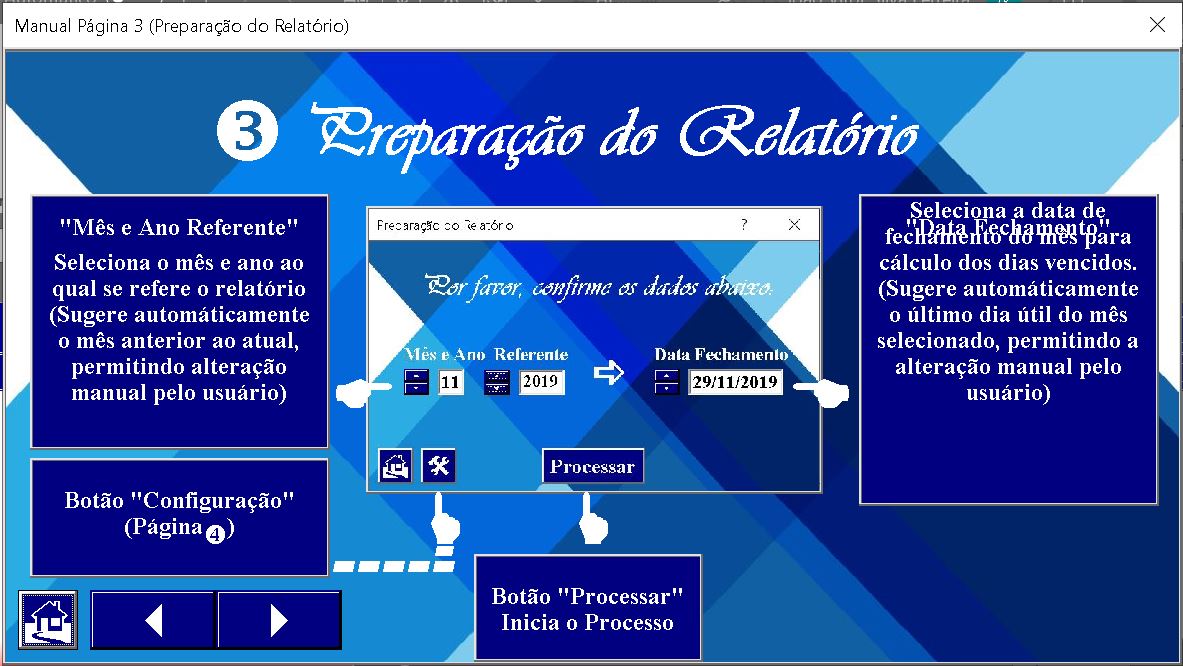 Manual Página 3 (Preparação do Relatório)
3 Preparação do Relatório
"Mês e Ano Referente"
Seleciona o mês e ano ao
qual se refere o relatório
(Sugere automáticamente
o mês anterior ao atual,
permitindo alteração
manual pelo usuário)
Botão "Configuração"
(Página 4)
Preparação do Relatório
?
Por favor, confirme os dados abaixo:
Mês e Ano Referente
Data Fechamento
11
2019
29/11/2019
Processar
Botão "Processar"
Inicia o Processo
"Data Fechamento"
Seleciona a data de
fechamento do mês para
cálculo dos dias vencidos.
(Sugere automáticamente
o último dia útil do mês
selecionado, permitindo a
alteração manual pelo
usuário)